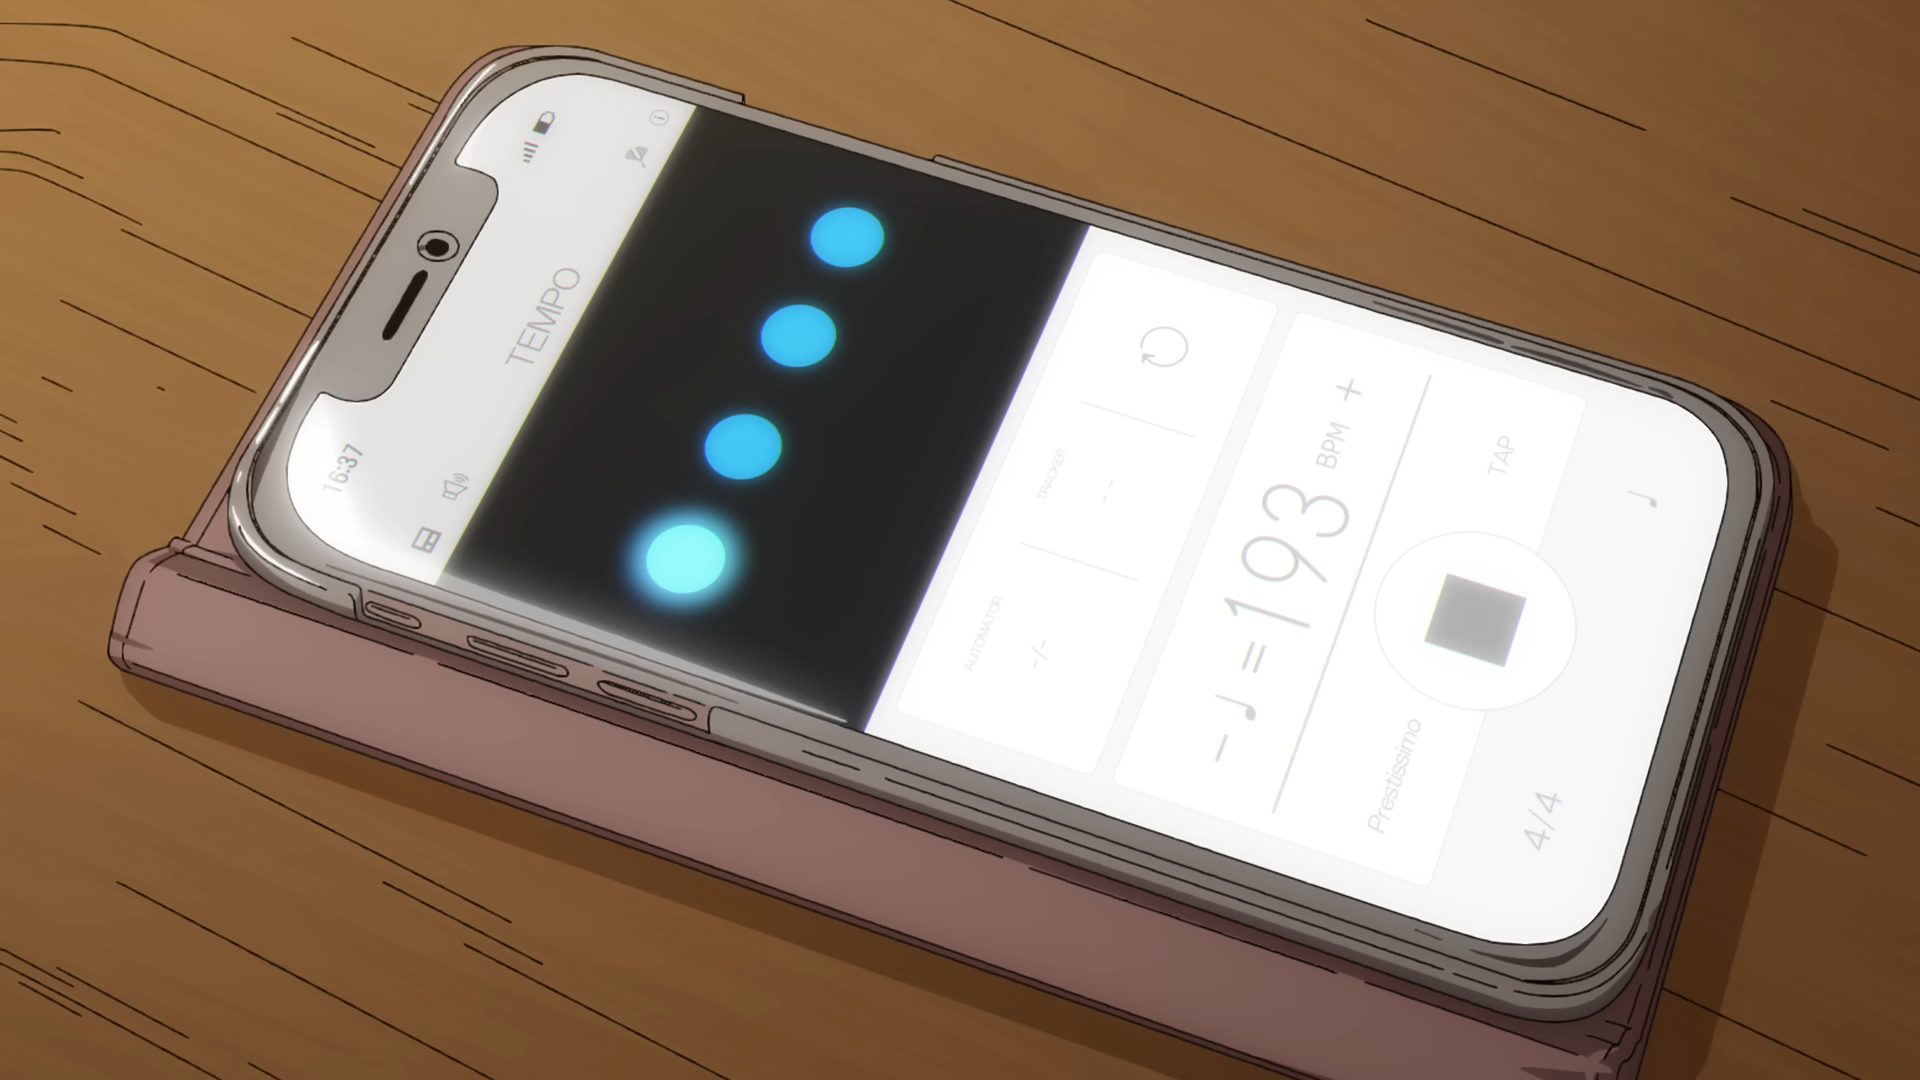 16:37
TEMPO
AUTOMATOR
TRACKER
-/-
--
- ♩ = 193 BPM +
Prestissimo
TAP
4/4
♩